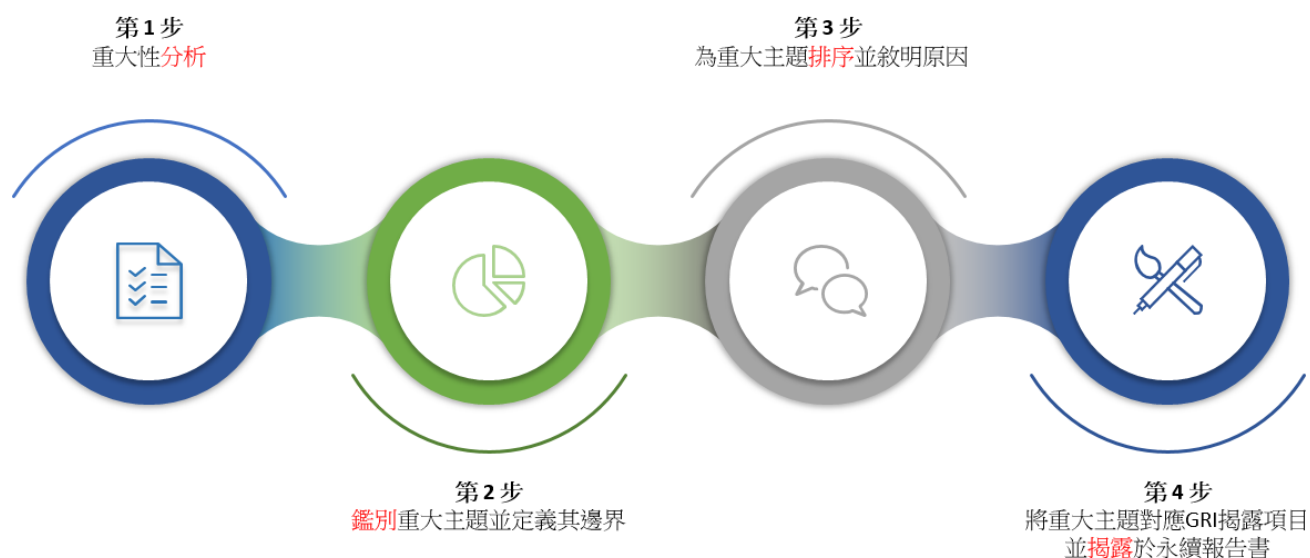 第 1 步
重大性分析
第 2 步
鑑別重大主題並定義其邊界
第 3 步
為重大主題排序並敘明原因
第 4 步
將重大主題對應GRI揭露項目
並揭露於永續報告書